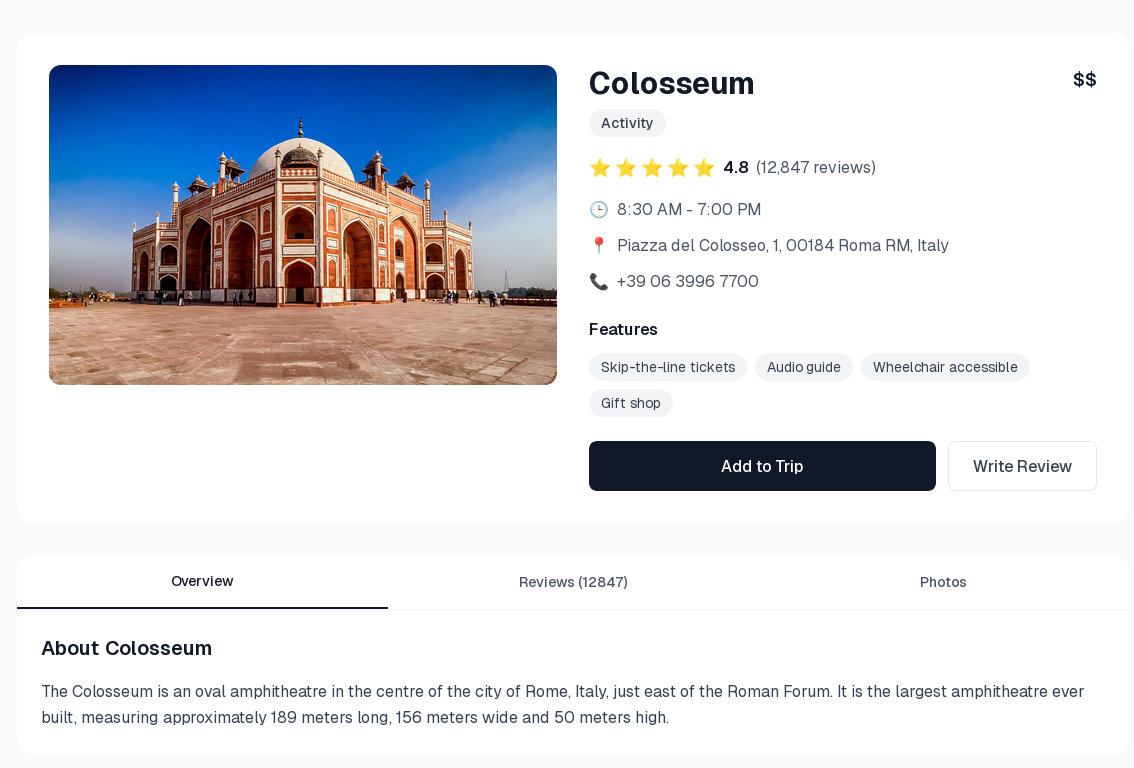 Colosseum
$$
Activity
4.8 (12,847 reviews)
8:30 AM - 7:00 PM
Piazza del Colosseo, 1, 00184 Roma RM, Italy
+39 06 3996 7700
Features
Skip-the-line tickets Audio guide Wheelchair accessible
Gift shop
Add to Trip Write Review
Overview Reviews (12847) Photos
About Colosseum
The Colosseum is an oval amphitheatre in the centre of the city of Rome, Italy, just east of the Roman Forum. It is the largest amphitheatre ever
built, measuring approximately 189 meters long, 156 meters wide and 50 meters high.